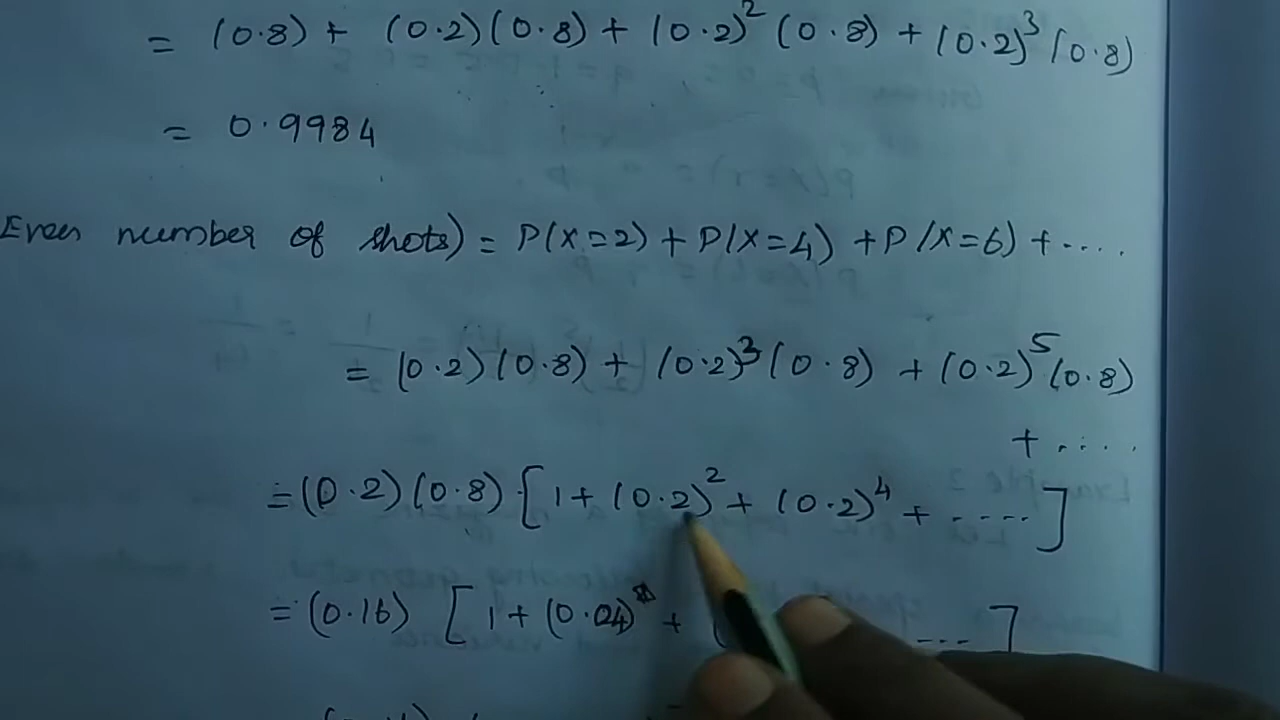 = (0.8) + (0.2)(0.8) + (0.2)² (0.8) + (0.2)³ (0.8)
= 0.9984
Even number of shots) = P(X=2) + P(X=4) + P(X=6) + ....
= (0.2)(0.8) + (0.2)³ (0.8) + (0.2)⁵ (0.8)
+ ....
= (0.2)(0.8) [1 + (0.2)² + (0.2)⁴ + ....]
= (0.16) [1 + (0.04) + ... ]